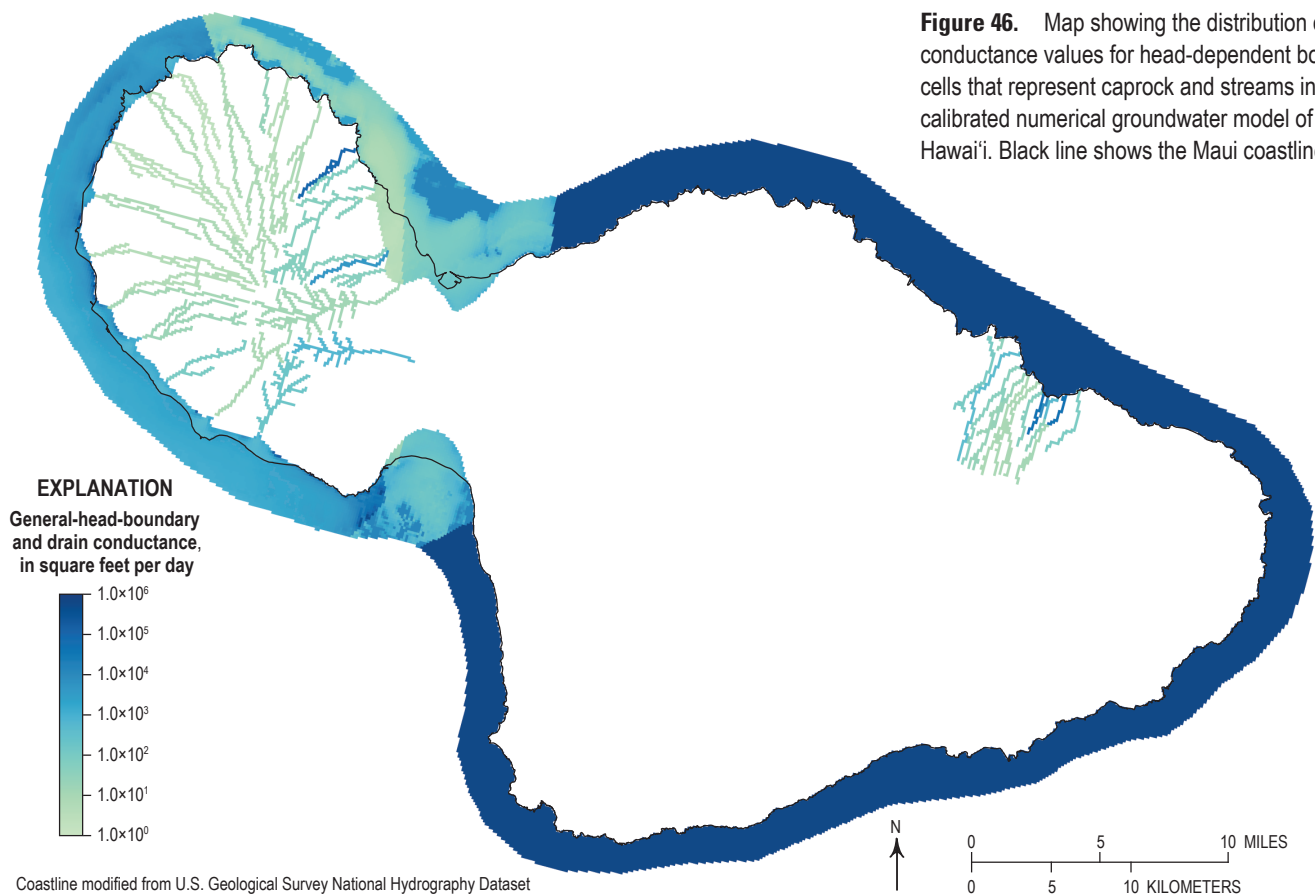 Figure 46. Map showing the distribution
conductance values for head-dependent
cells that represent caprock and streams in
calibrated numerical groundwater model of
Hawai‘i. Black line shows the Maui coastline
EXPLANATION
General-head-boundary
and drain conductance,
in square feet per day
1.0×10⁶
1.0×10⁵
1.0×10⁴
1.0×10³
1.0×10²
1.0×10¹
1.0×10⁰
N
0 5 10 MILES
0 5 10 KILOMETERS
Coastline modified from U.S. Geological Survey National Hydrography Dataset